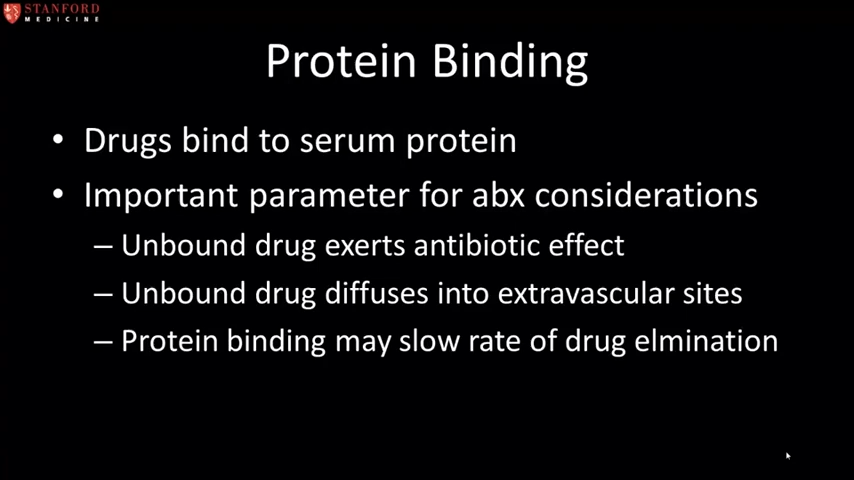 STANFORD
MEDICINE
Protein Binding
• Drugs bind to serum protein
• Important parameter for abx considerations
– Unbound drug exerts antibiotic effect
– Unbound drug diffuses into extravascular sites
– Protein binding may slow rate of drug elmination